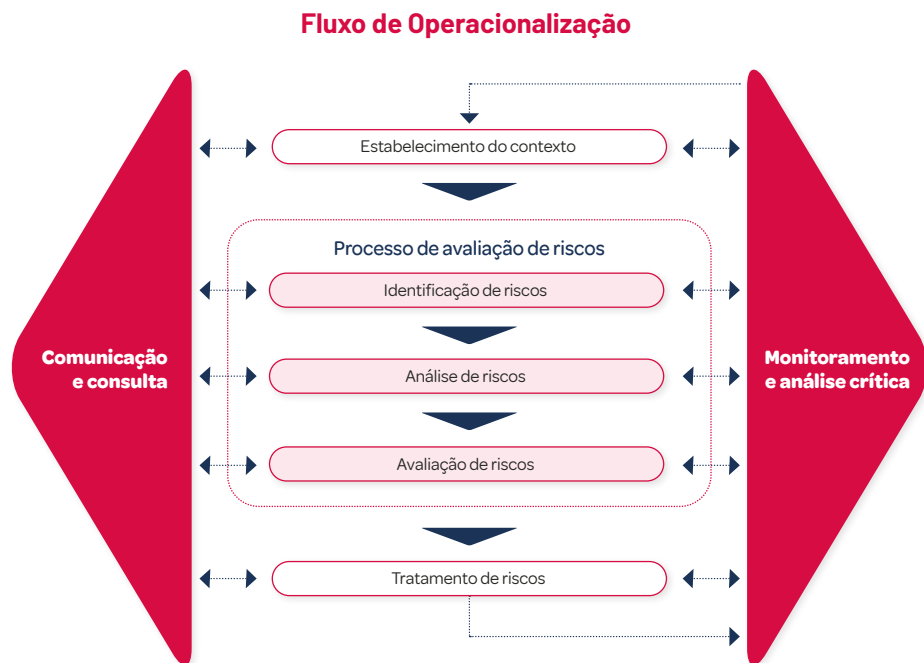 Fluxo de Operacionalização
Estabelecimento do contexto
Processo de avaliação de riscos
Identificação de riscos
Comunicação
e consulta
Análise de riscos
Monitoramento
e análise crítica
Avaliação de riscos
Tratamento de riscos